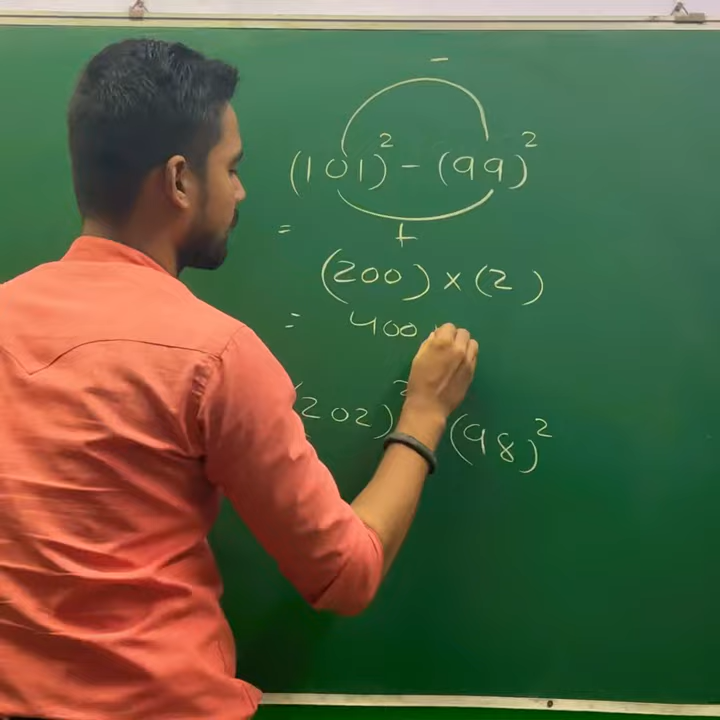 -
(101)² - (99)²
= +
(200) × (2)
= 400
(202)² (98)²